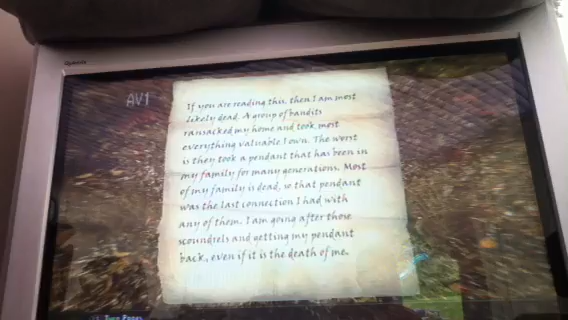 AV1
If you are reading this, then I am most
likely dead. A group of bandits
ransacked my home and took most
everything valuable I own. The worst
is they took a pendant that has been in
my family for many generations. Most
of my family is dead, so that pendant
was the last connection I had with
any of them. I am going after those
scoundrels and getting my pendant
back, even if it is the death of me.